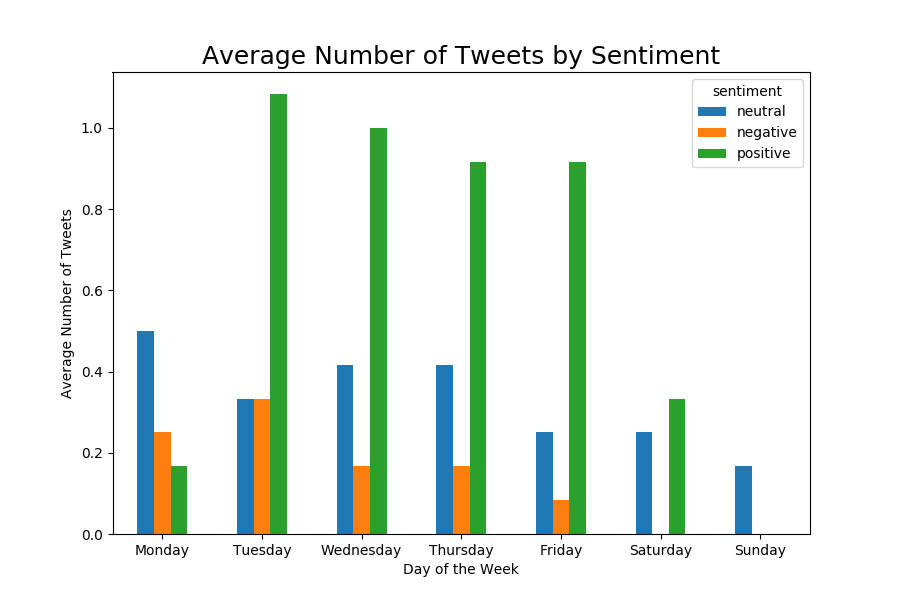 Average Number of Tweets by Sentiment
sentiment
neutral
negative
positive
Average Number of Tweets
1.0
0.8
0.6
0.4
0.2
0.0
Monday Tuesday Wednesday Thursday Friday Saturday Sunday
Day of the Week